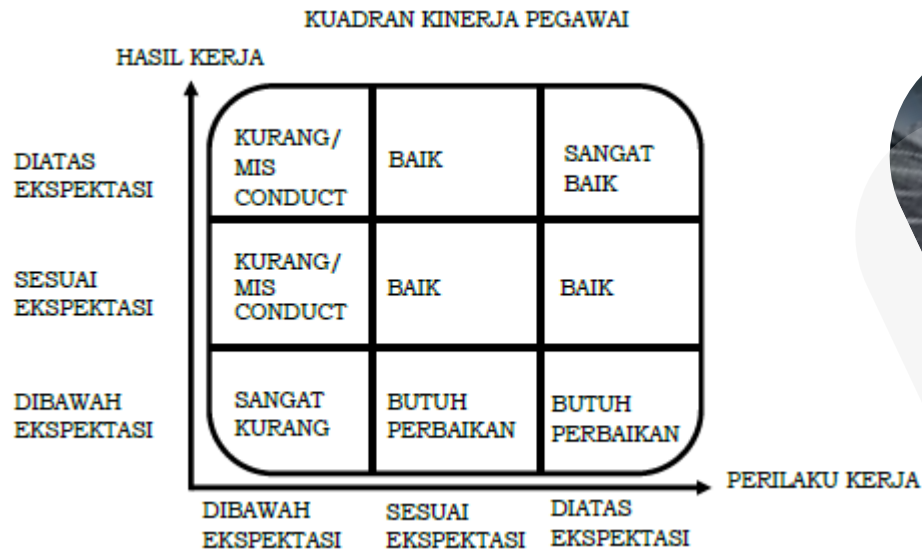 KUADRAN KINERJA PEGAWAI
HASIL KERJA
DIATAS
EKSPEKTASI
KURANG/
MIS
CONDUCT
BAIK
SANGAT
BAIK
SESUAI
EKSPEKTASI
KURANG/
MIS
CONDUCT
BAIK
BAIK
DIBAWAH
EKSPEKTASI
SANGAT
KURANG
BUTUH
PERBAIKAN
BUTUH
PERBAIKAN
PERILAKU KERJA
DIBAWAH
EKSPEKTASI
SESUAI
EKSPEKTASI
DIATAS
EKSPEKTASI